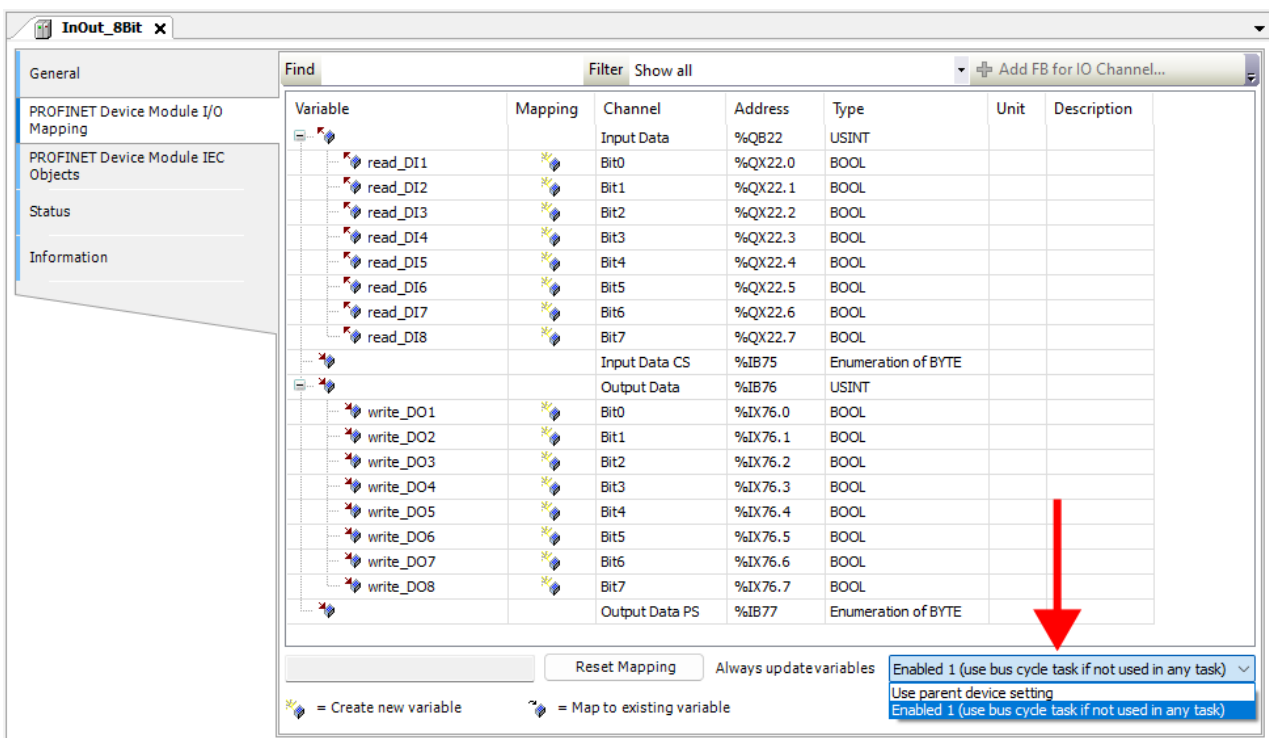 InOut_8Bit X
General
PROFINET Device Module I/O
Mapping
PROFINET Device Module IEC
Objects
Status
Information
Find Filter Show all Add FB for IO Channel...
Variable Mapping Channel Address Type Unit Description
Input Data %QB22 USINT
read_DI1 Bit0 %QX22.0 BOOL
read_DI2 Bit1 %QX22.1 BOOL
read_DI3 Bit2 %QX22.2 BOOL
read_DI4 Bit3 %QX22.3 BOOL
read_DI5 Bit4 %QX22.4 BOOL
read_DI6 Bit5 %QX22.5 BOOL
read_DI7 Bit6 %QX22.6 BOOL
read_DI8 Bit7 %QX22.7 BOOL
Input Data CS %IB75 Enumeration of BYTE
Output Data %IB76 USINT
write_DO1 Bit0 %IX76.0 BOOL
write_DO2 Bit1 %IX76.1 BOOL
write_DO3 Bit2 %IX76.2 BOOL
write_DO4 Bit3 %IX76.3 BOOL
write_DO5 Bit4 %IX76.4 BOOL
write_DO6 Bit5 %IX76.5 BOOL
write_DO7 Bit6 %IX76.6 BOOL
write_DO8 Bit7 %IX76.7 BOOL
Output Data PS %IB77 Enumeration of BYTE
Reset Mapping Always update variables Enabled 1 (use bus cycle task if not used in any task)
Use parent device setting
Enabled 1 (use bus cycle task if not used in any task)
= Create new variable = Map to existing variable